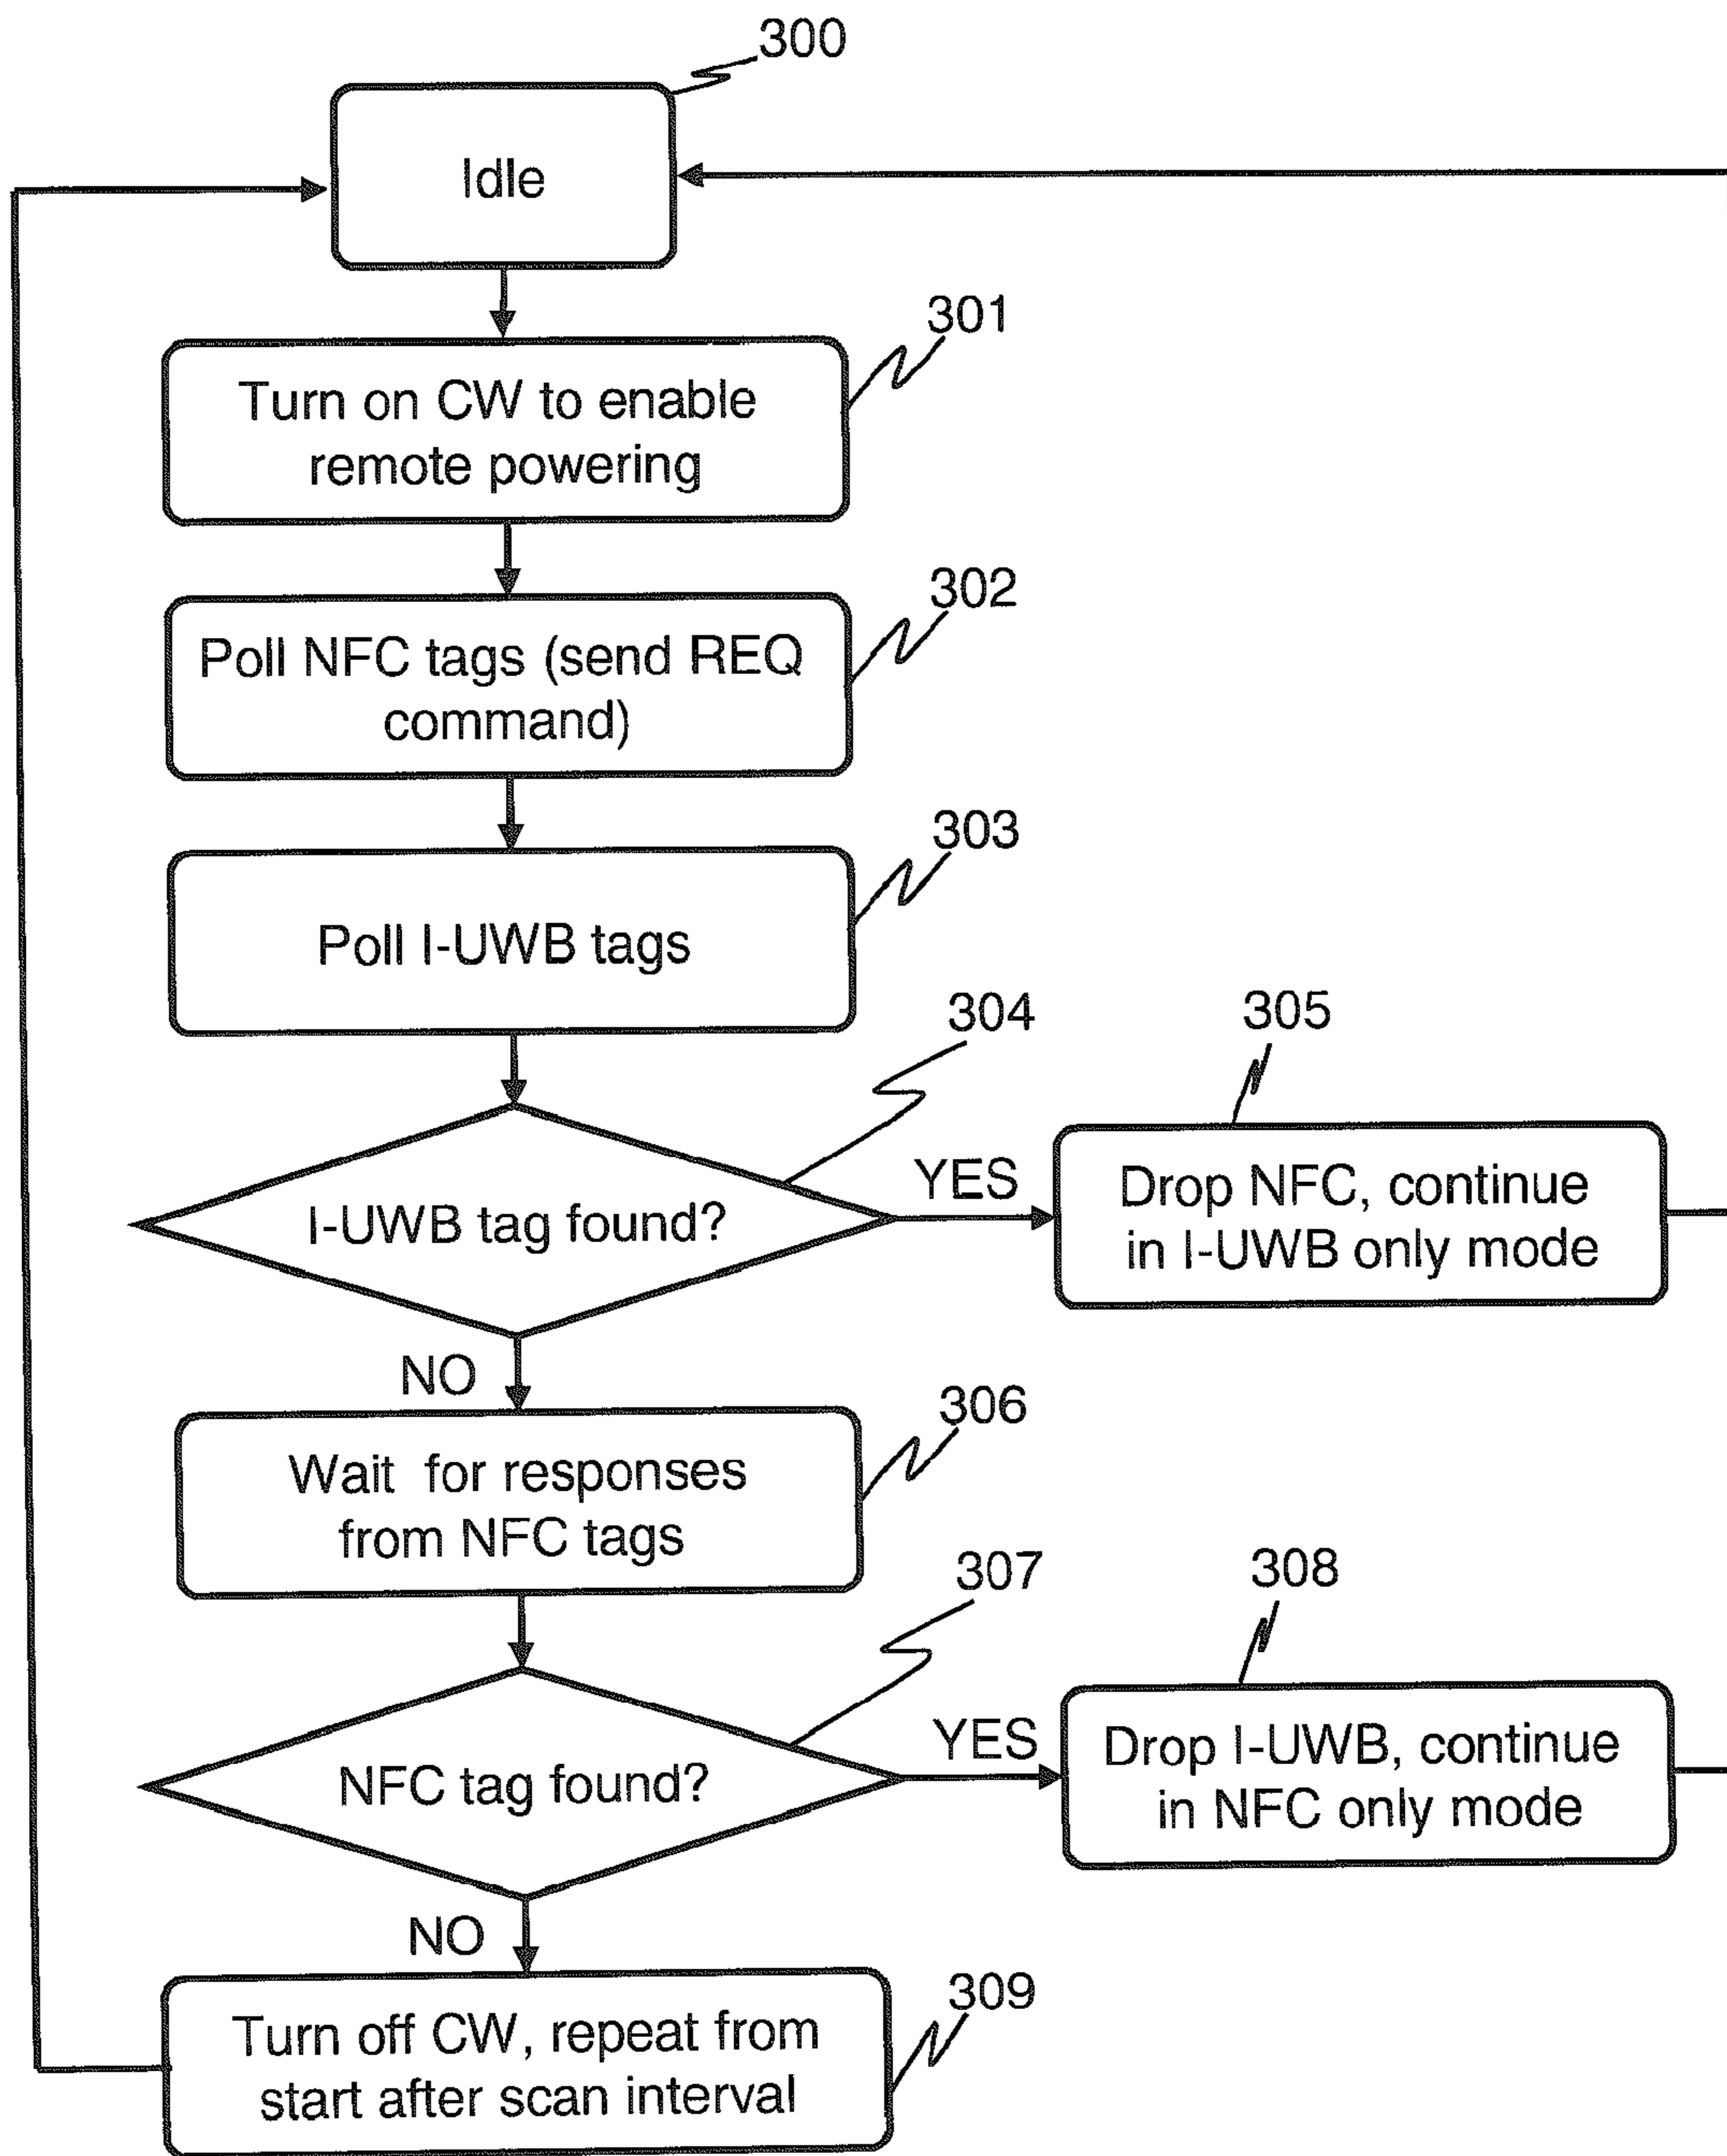 300
Idle
301
Turn on CW to enable
remote powering
302
Poll NFC tags (send REQ
command)
303
Poll I-UWB tags
304
305
I-UWB tag found?
YES
Drop NFC, continue
in I-UWB only mode
NO
306
Wait for responses
from NFC tags
307
308
NFC tag found?
YES
Drop I-UWB, continue
in NFC only mode
NO
309
Turn off CW, repeat from
start after scan interval